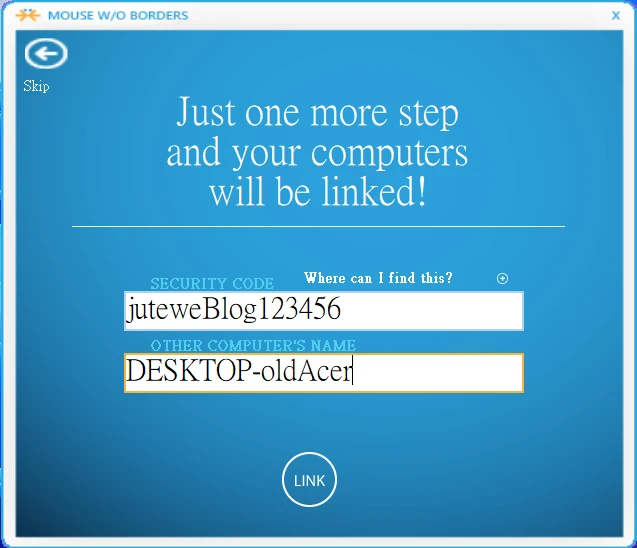 MOUSE W/O BORDERS
X
Skip
Just one more step
and your computers
will be linked!
SECURITY CODE
Where can I find this?
juteweBlog123456
OTHER COMPUTER'S NAME
DESKTOP-oldAcer
LINK